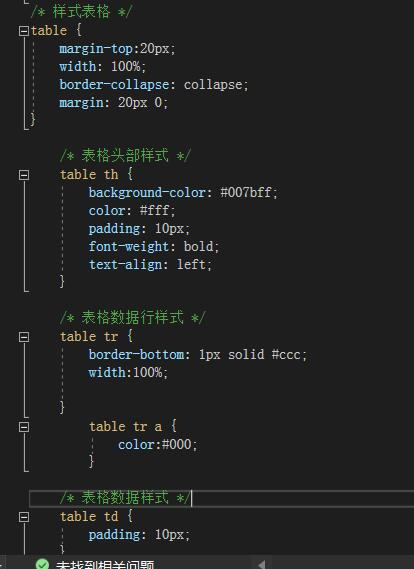 /* 样式表格 */
table {
margin-top:20px;
width: 100%;
border-collapse: collapse;
margin: 20px 0;
}
/* 表格头部样式 */
table th {
background-color: #007bff;
color: #fff;
padding: 10px;
font-weight: bold;
text-align: left;
}
/* 表格数据行样式 */
table tr {
border-bottom: 1px solid #ccc;
width:100%;
}
table tr a {
color:#000;
}
/* 表格数据样式 */
table td {
padding: 10px;
}
未找到相关问题